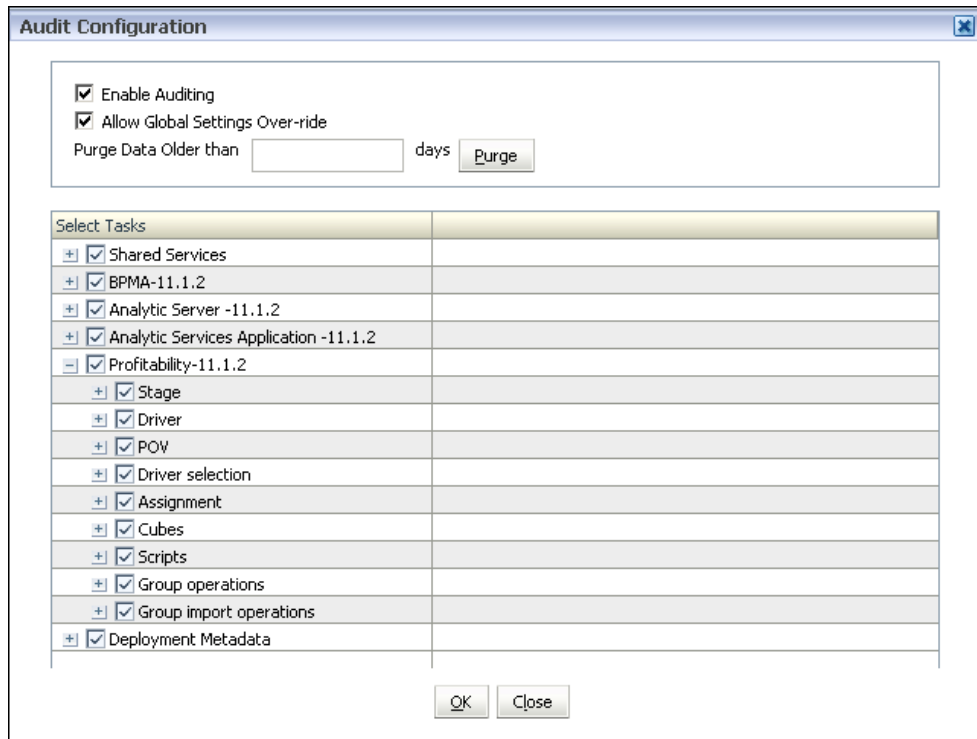 Audit Configuration
Enable Auditing
Allow Global Settings Over-ride
Purge Data Older than days Purge
Select Tasks
Shared Services
BPMA-11.1.2
Analytic Server -11.1.2
Analytic Services Application -11.1.2
Profitability-11.1.2
Stage
Driver
POV
Driver selection
Assignment
Cubes
Scripts
Group operations
Group import operations
Deployment Metadata
OK Close